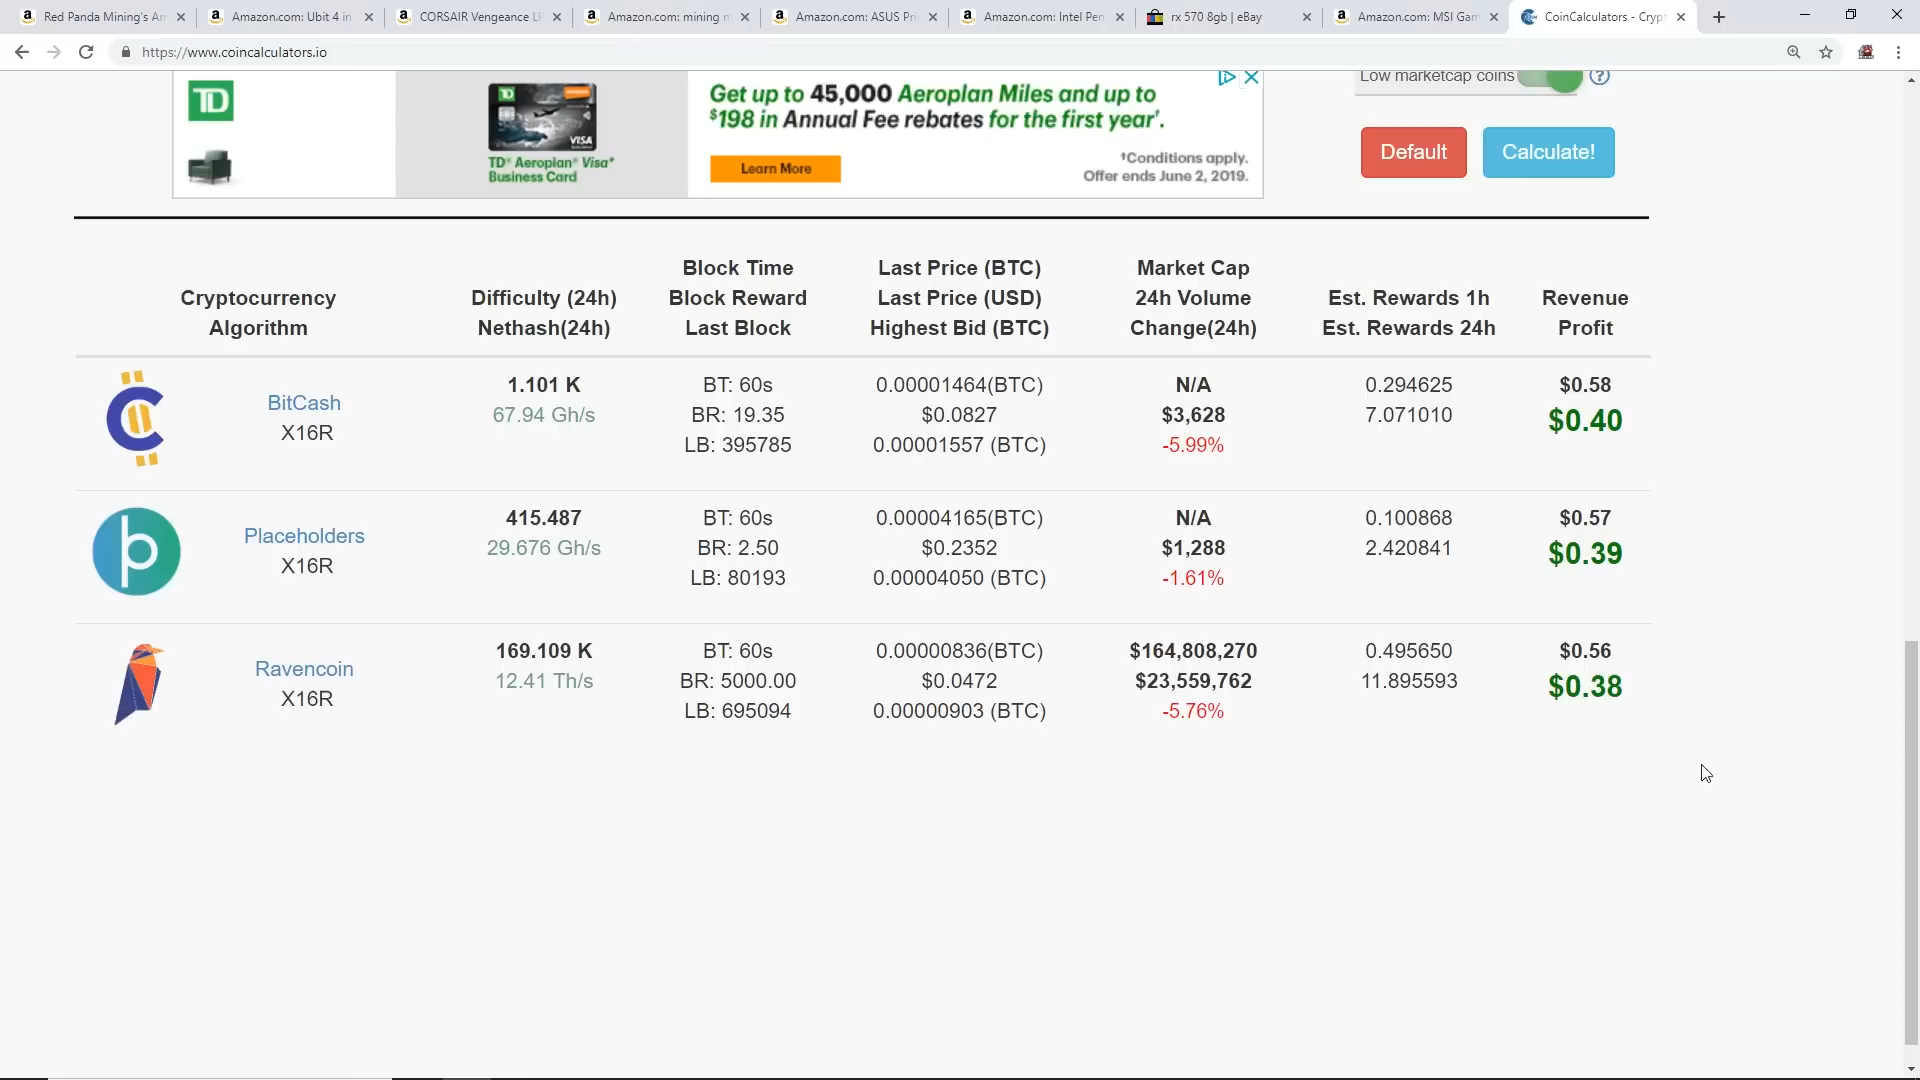 Red Panda Mining's An
Amazon.com: Ubit 4 in
CORSAIR Vengeance LP
Amazon.com: mining m
Amazon.com: ASUS Pri
Amazon.com: Intel Pen
rx 570 8gb | eBay
Amazon.com: MSI Gam
CoinCalculators - Crypt
https://www.coincalculators.io
TD
TD
VISA
TD® Aeroplan® Visa*
Business Card
Get up to 45,000 Aeroplan Miles and up to
$198 in Annual Fee rebates for the first year†.
Learn More
†Conditions apply.
Offer ends June 2, 2019.
Low marketcap coins ?
Default Calculate!
Cryptocurrency
Algorithm
Difficulty (24h)
Nethash(24h)
Block Time
Block Reward
Last Block
Last Price (BTC)
Last Price (USD)
Highest Bid (BTC)
Market Cap
24h Volume
Change(24h)
Est. Rewards 1h
Est. Rewards 24h
Revenue
Profit
BitCash
X16R
1.101 K
67.94 Gh/s
BT: 60s
BR: 19.35
LB: 395785
0.00001464(BTC)
$0.0827
0.00001557 (BTC)
N/A
$3,628
-5.99%
0.294625
7.071010
$0.58
$0.40
Placeholders
X16R
415.487
29.676 Gh/s
BT: 60s
BR: 2.50
LB: 80193
0.00004165(BTC)
$0.2352
0.00004050 (BTC)
N/A
$1,288
-1.61%
0.100868
2.420841
$0.57
$0.39
Ravencoin
X16R
169.109 K
12.41 Th/s
BT: 60s
BR: 5000.00
LB: 695094
0.00000836(BTC)
$0.0472
0.00000903 (BTC)
$164,808,270
$23,559,762
-5.76%
0.495650
11.895593
$0.56
$0.38